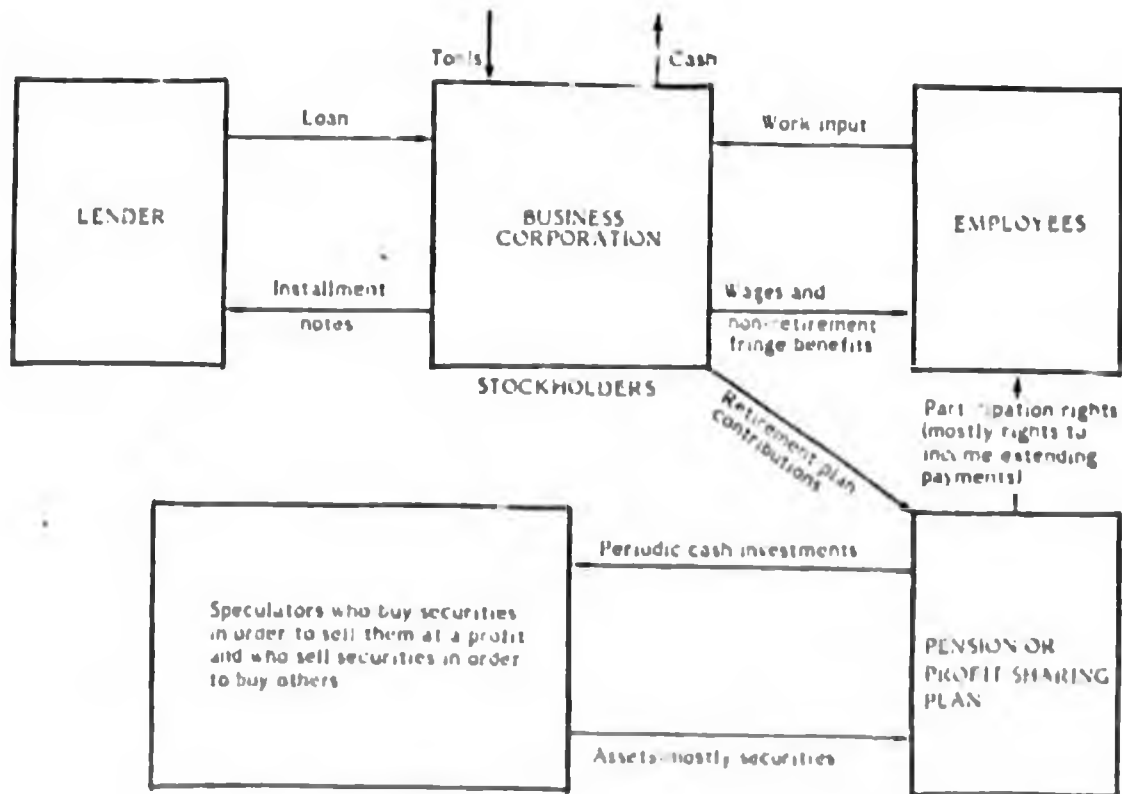 Tools
Cash
Loan
Work input
LENDER
BUSINESS
CORPORATION
EMPLOYEES
Installment
notes
Wages and
non-retirement
fringe benefits
STOCKHOLDERS
Retirement plan
contributions
Participation rights
(mostly rights to
income extending
payments)
Periodic cash investments
Speculators who buy securities
in order to sell them at a profit
and who sell securities in order
to buy others
PENSION OR
PROFIT SHARING
PLAN
Assets mostly securities